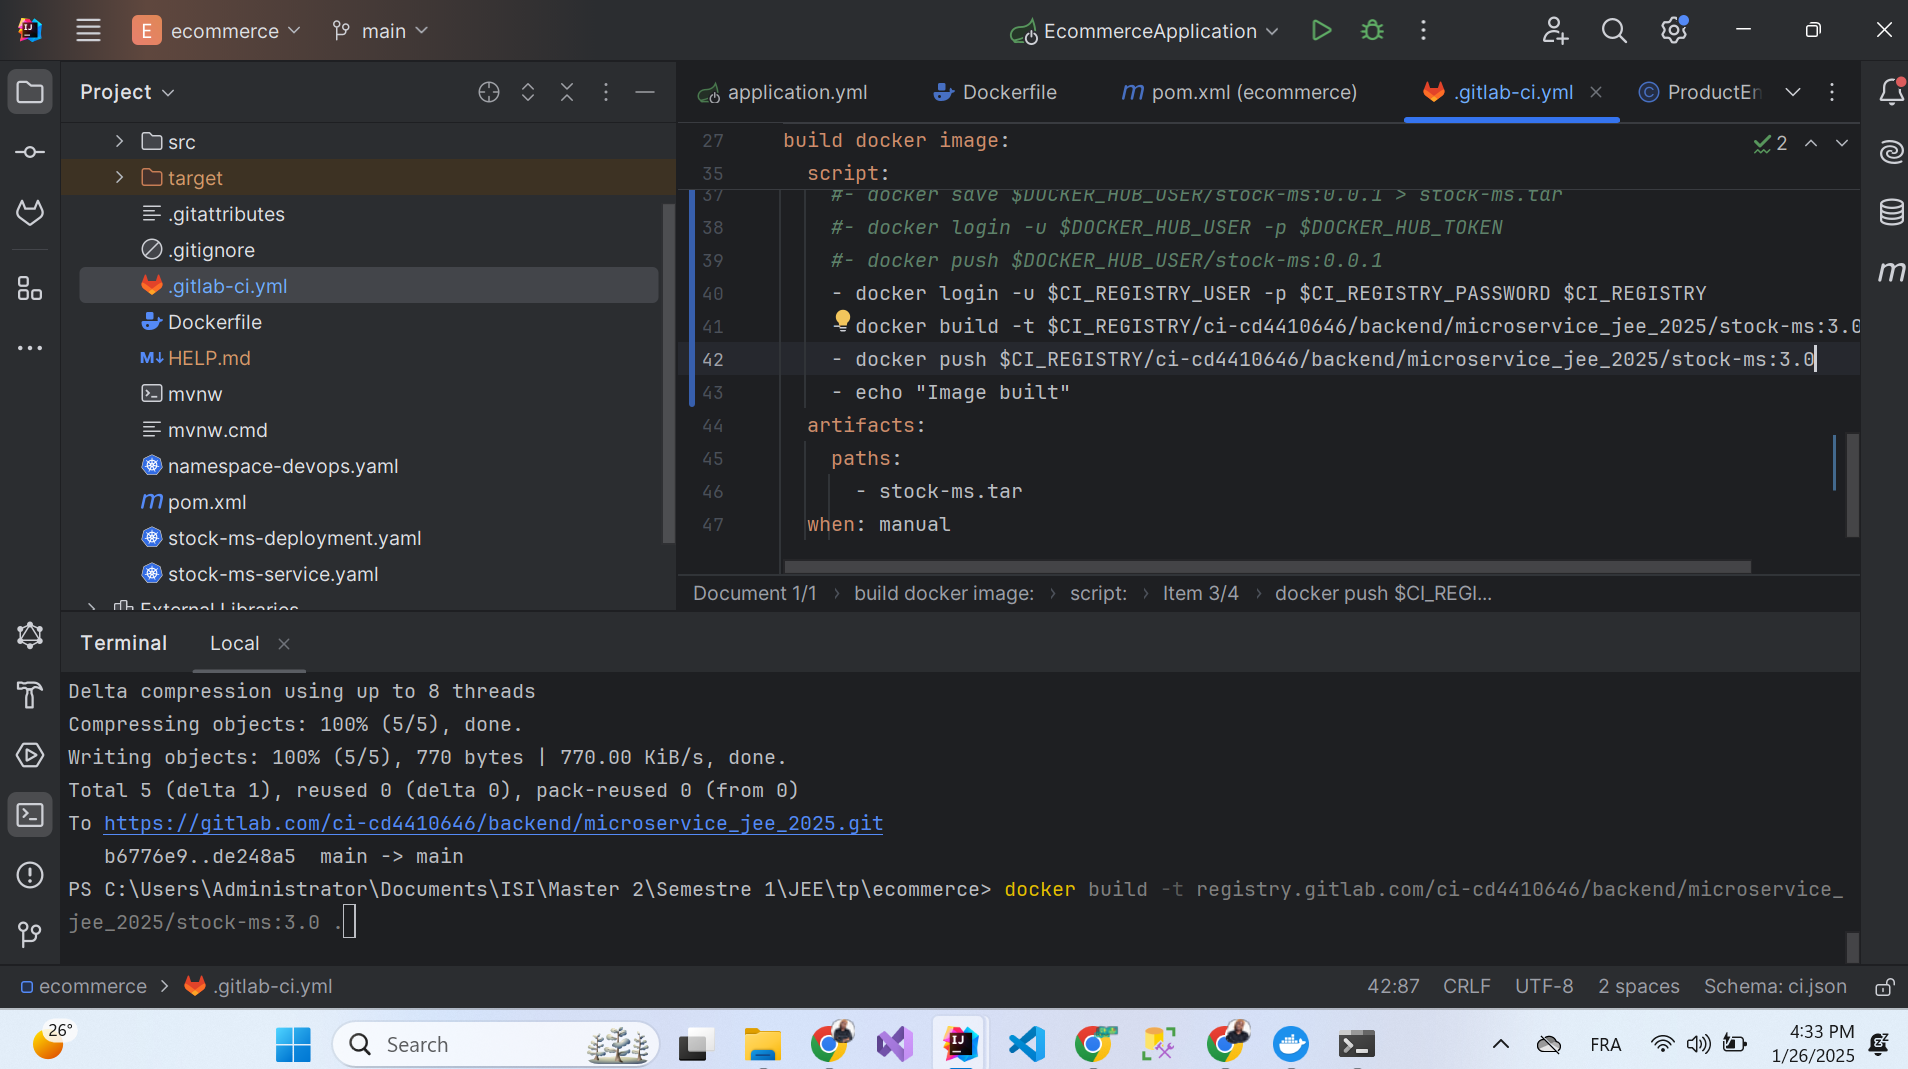 E ecommerce main EcommerceApplication
Project
src
target
.gitattributes
.gitignore
.gitlab-ci.yml
Dockerfile
M↓ HELP.md
mvnw
mvnw.cmd
namespace-devops.yaml
m pom.xml
stock-ms-deployment.yaml
stock-ms-service.yaml
External Libraries
application.yml Dockerfile m pom.xml (ecommerce) .gitlab-ci.yml © ProductEn
2
27 build docker image:
35 script:
37 #- docker save $DOCKER_HUB_USER/stock-ms:0.0.1 > stock-ms.tar
38 #- docker login -u $DOCKER_HUB_USER -p $DOCKER_HUB_TOKEN
39 #- docker push $DOCKER_HUB_USER/stock-ms:0.0.1
40 - docker login -u $CI_REGISTRY_USER -p $CI_REGISTRY_PASSWORD $CI_REGISTRY
41 - docker build -t $CI_REGISTRY/ci-cd4410646/backend/microservice_jee_2025/stock-ms:3.0
42 - docker push $CI_REGISTRY/ci-cd4410646/backend/microservice_jee_2025/stock-ms:3.0
43 - echo "Image built"
44 artifacts:
45 paths:
46 - stock-ms.tar
47 when: manual
Document 1/1 › build docker image: › script: › Item 3/4 › docker push $CI_REGI...
Terminal Local
Delta compression using up to 8 threads
Compressing objects: 100% (5/5), done.
Writing objects: 100% (5/5), 770 bytes | 770.00 KiB/s, done.
Total 5 (delta 1), reused 0 (delta 0), pack-reused 0 (from 0)
To https://gitlab.com/ci-cd4410646/backend/microservice_jee_2025.git
b6776e9..de248a5 main -> main
PS C:\Users\Administrator\Documents\ISI\Master 2\Semestre 1\JEE\tp\ecommerce> docker build -t registry.gitlab.com/ci-cd4410646/backend/microservice_
jee_2025/stock-ms:3.0 .
ecommerce > .gitlab-ci.yml 42:87 CRLF UTF-8 2 spaces Schema: ci.json
26° Search FRA 4:33 PM
1/26/2025